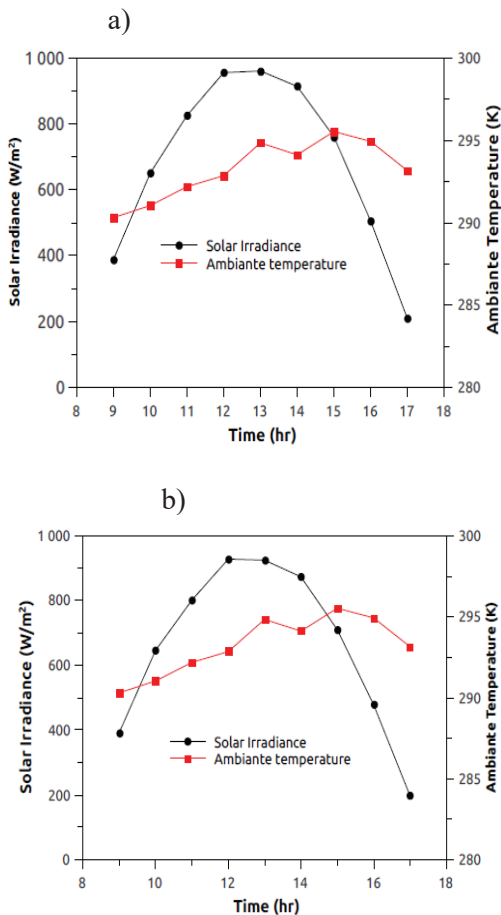 a)
1 000
800
600
400
200
0
Solar Irradiance (W/m²)
300
295
290
285
280
Ambiante Temperature (K)
Solar Irradiance
Ambiante temperature
8 9 10 11 12 13 14 15 16 17 18
Time (hr)
b)
1 000
800
600
400
200
0
Solar Irradiance (W/m²)
300
295
290
285
280
Ambiante Temperature (K)
Solar Irradiance
Ambiante temperature
8 10 12 13 14 16 18
Time (hr)